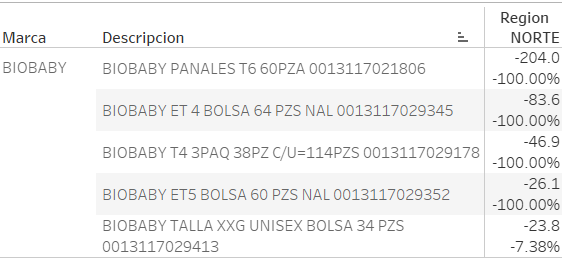 Region
Marca Descripcion NORTE
BIOBABY BIOBABY PANALES T6 60PZA 0013117021806 -204.0
-100.00%
BIOBABY ET 4 BOLSA 64 PZS NAL 0013117029345 -83.6
-100.00%
BIOBABY T4 3PAQ 38PZ C/U=114PZS 0013117029178 -46.9
-100.00%
BIOBABY ET5 BOLSA 60 PZS NAL 0013117029352 -26.1
-100.00%
BIOBABY TALLA XXG UNISEX BOLSA 34 PZS -23.8
0013117029413 -7.38%